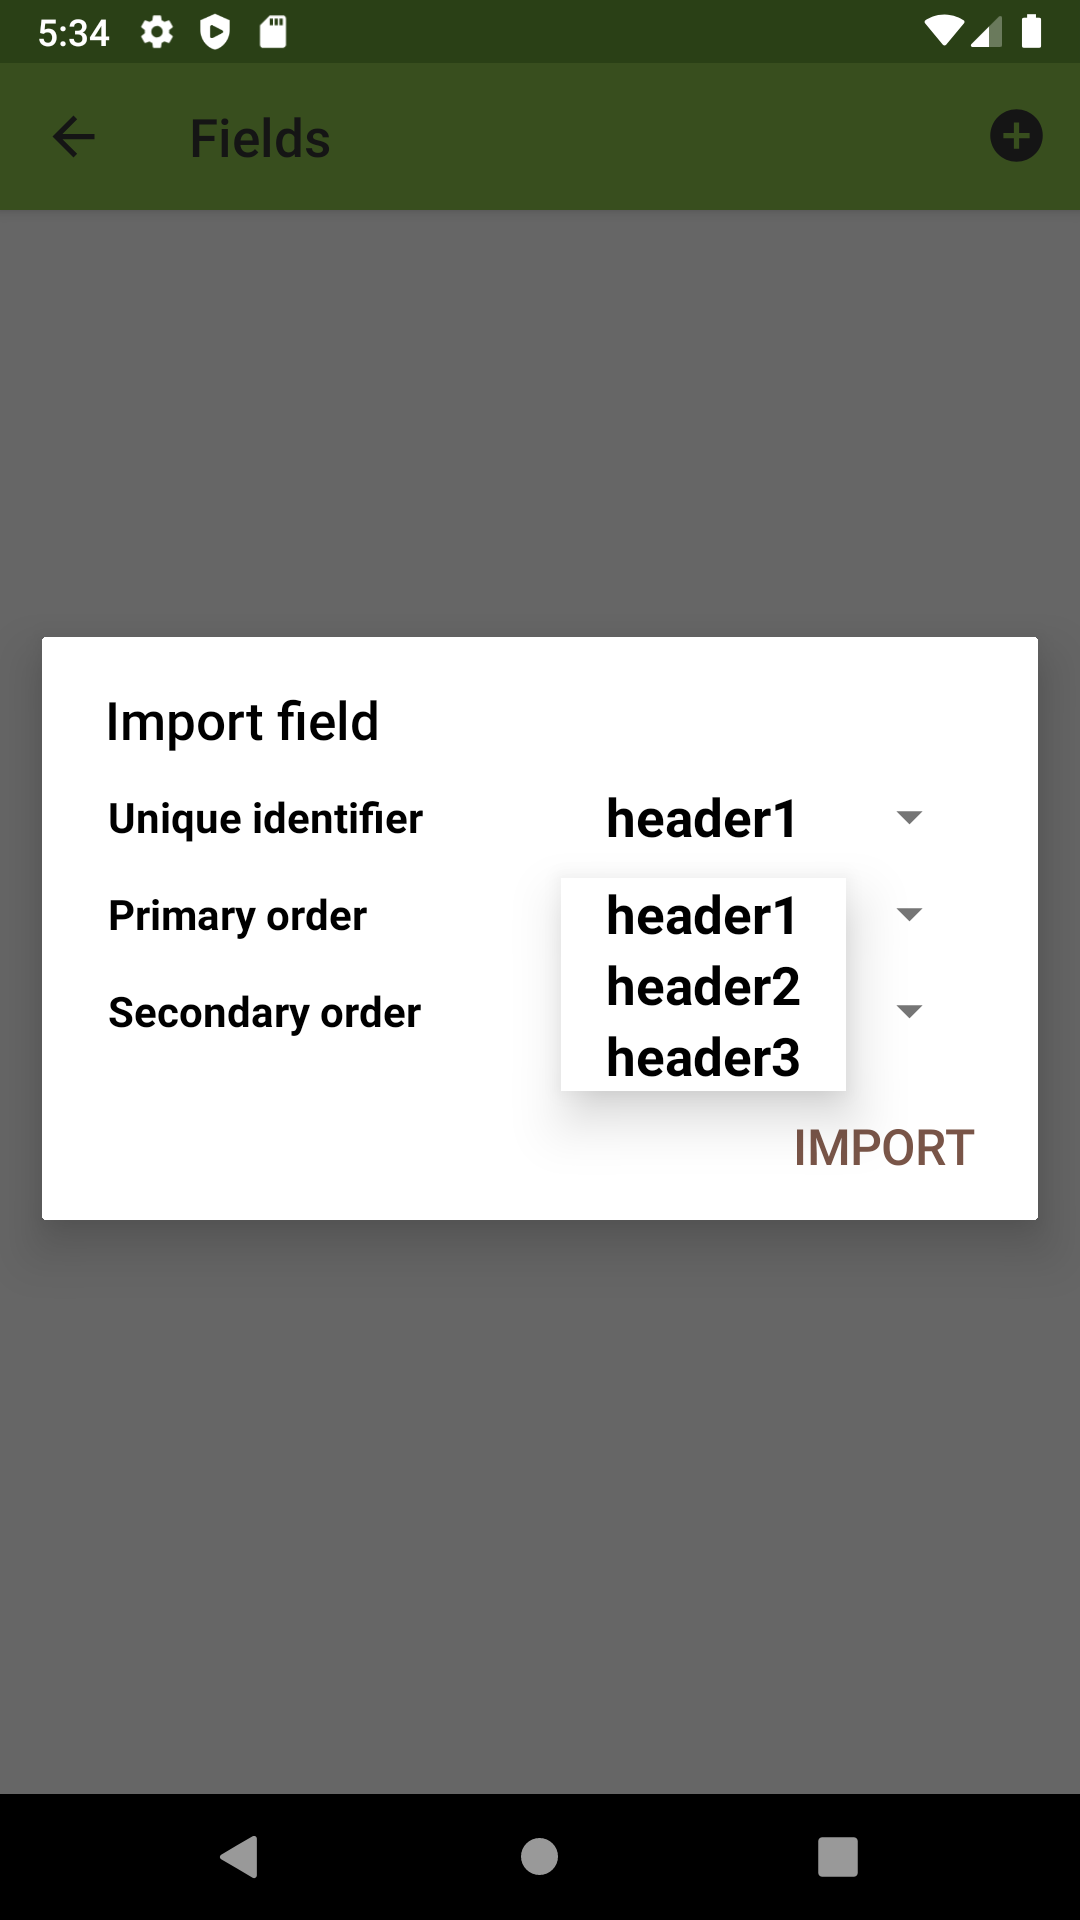 5:34
Fields
Import field
Unique identifier header1
Primary order header1
header2
Secondary order header3
IMPORT